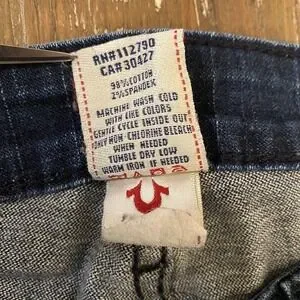 RN#112790
CA#30427
98%COTTON
2%SPANDEX
MACHINE WASH COLD
WITH LIKE COLORS
GENTLE CYCLE INSIDE OUT
ONLY NON-CHLORINE BLEACH
WHEN NEEDED
TUMBLE DRY LOW
WARM IRON IF NEEDED